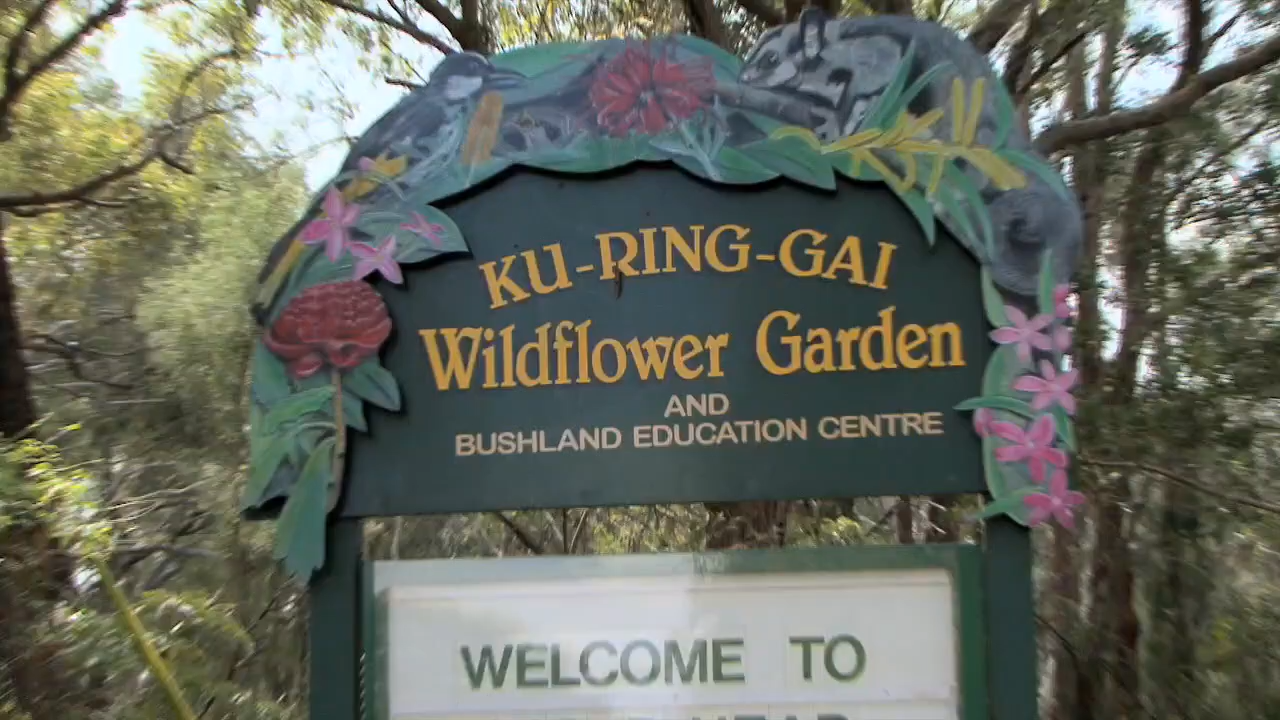 KU-RING-GAI
Wildflower Garden
AND
BUSHLAND EDUCATION CENTRE
WELCOME TO